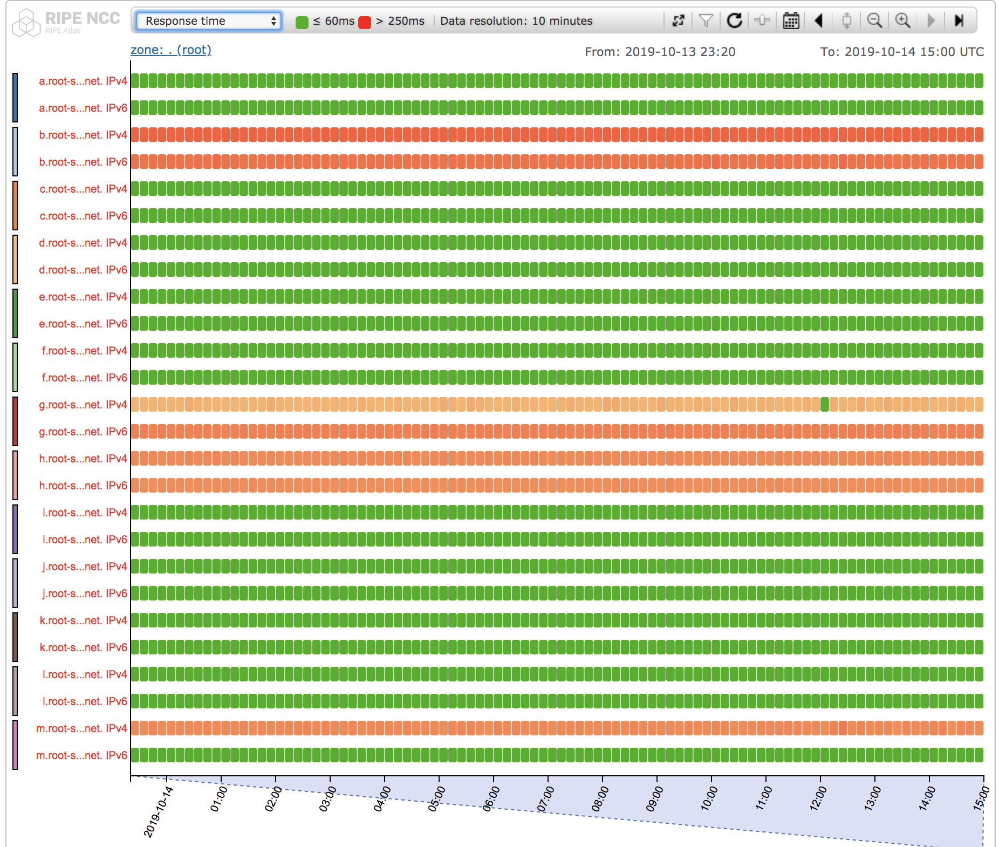 RIPE NCC
RIPE Atlas
Response time
≤ 60ms
> 250ms
Data resolution: 10 minutes
zone: . (root)
From: 2019-10-13 23:20
To: 2019-10-14 15:00 UTC
a.root-s...net. IPv4
a.root-s...net. IPv6
b.root-s...net. IPv4
b.root-s...net. IPv6
c.root-s...net. IPv4
c.root-s...net. IPv6
d.root-s...net. IPv4
d.root-s...net. IPv6
e.root-s...net. IPv4
e.root-s...net. IPv6
f.root-s...net. IPv4
f.root-s...net. IPv6
g.root-s...net. IPv4
g.root-s...net. IPv6
h.root-s...net. IPv4
h.root-s...net. IPv6
i.root-s...net. IPv4
i.root-s...net. IPv6
j.root-s...net. IPv4
j.root-s...net. IPv6
k.root-s...net. IPv4
k.root-s...net. IPv6
l.root-s...net. IPv4
l.root-s...net. IPv6
m.root-s...net. IPv4
m.root-s...net. IPv6
2019-10-14
01:00
02:00
03:00
04:00
05:00
06:00
07:00
08:00
09:00
10:00
11:00
12:00
13:00
14:00
15:00